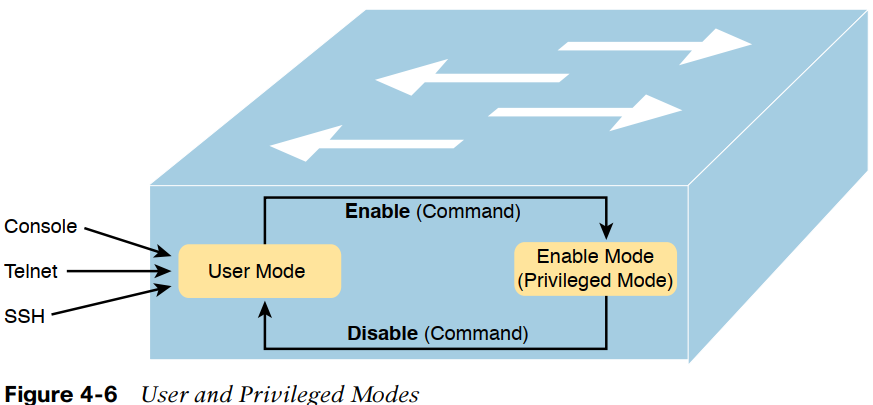 Enable (Command)
Console
Telnet
SSH
User Mode
Enable Mode
(Privileged Mode)
Disable (Command)
Figure 4-6 User and Privileged Modes